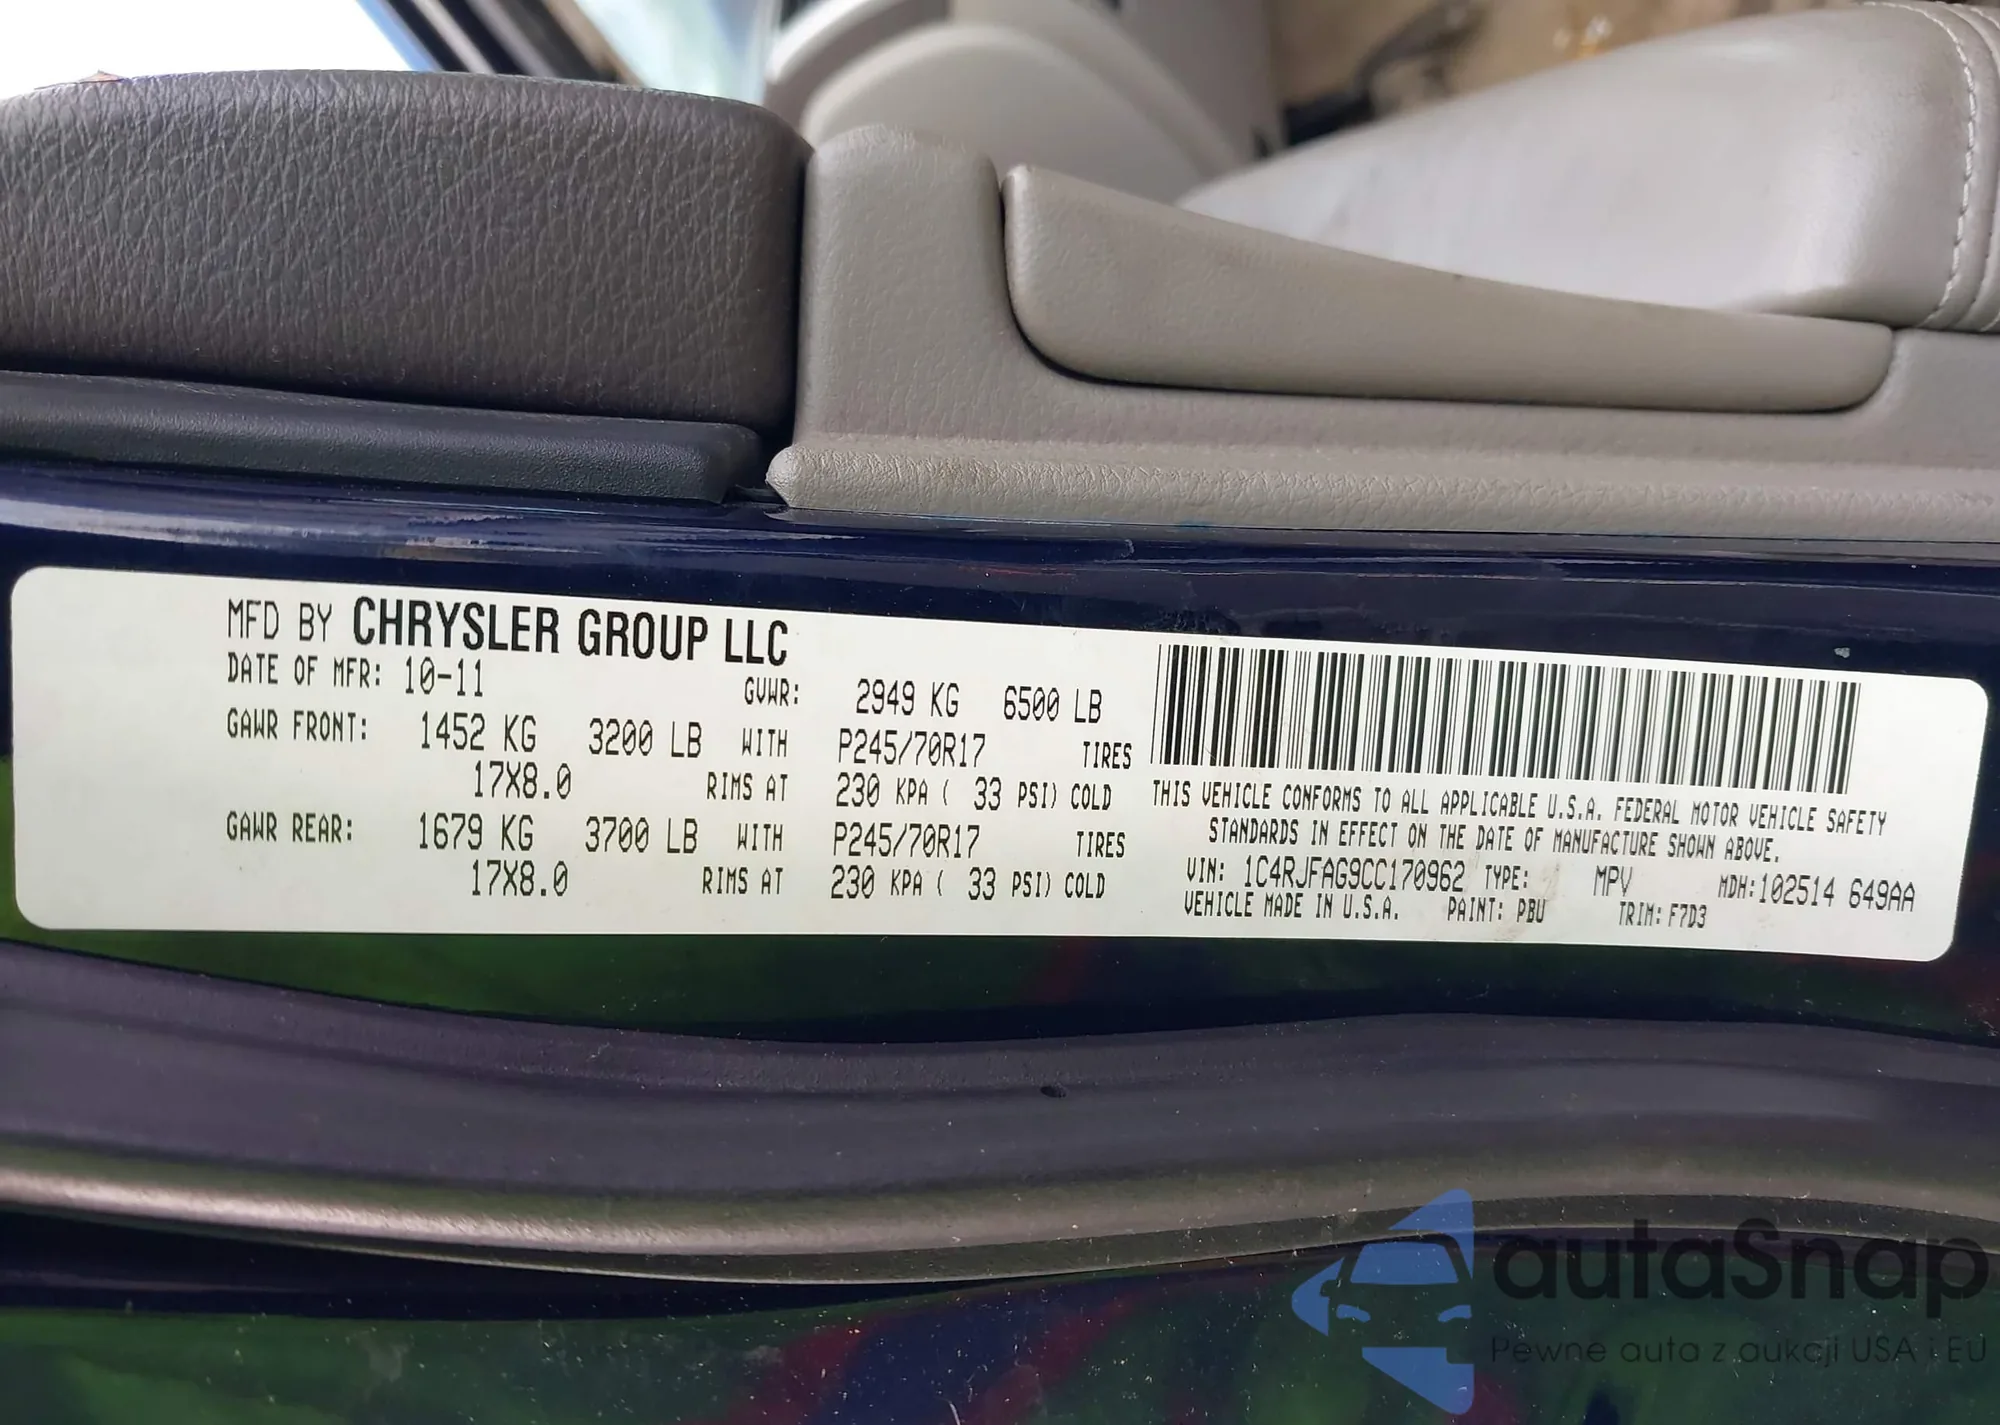 MFD BY CHRYSLER GROUP LLC
DATE OF MFR: 10-11 GVWR: 2949 KG 6500 LB
GAWR FRONT: 1452 KG 3200 LB WITH P245/70R17 TIRES
17X8.0 RIMS AT 230 KPA ( 33 PSI) COLD
GAWR REAR: 1679 KG 3700 LB WITH P245/70R17 TIRES
17X8.0 RIMS AT 230 KPA ( 33 PSI) COLD
THIS VEHICLE CONFORMS TO ALL APPLICABLE U.S.A. FEDERAL MOTOR VEHICLE SAFETY
STANDARDS IN EFFECT ON THE DATE OF MANUFACTURE SHOWN ABOVE.
VIN: 1C4RJFAG9CC170962 TYPE: MPV MDH:102514 649AA
VEHICLE MADE IN U.S.A. PAINT: PBU TRIM: F7D3
autaSnap
Pewne auta z aukcji USA i EU